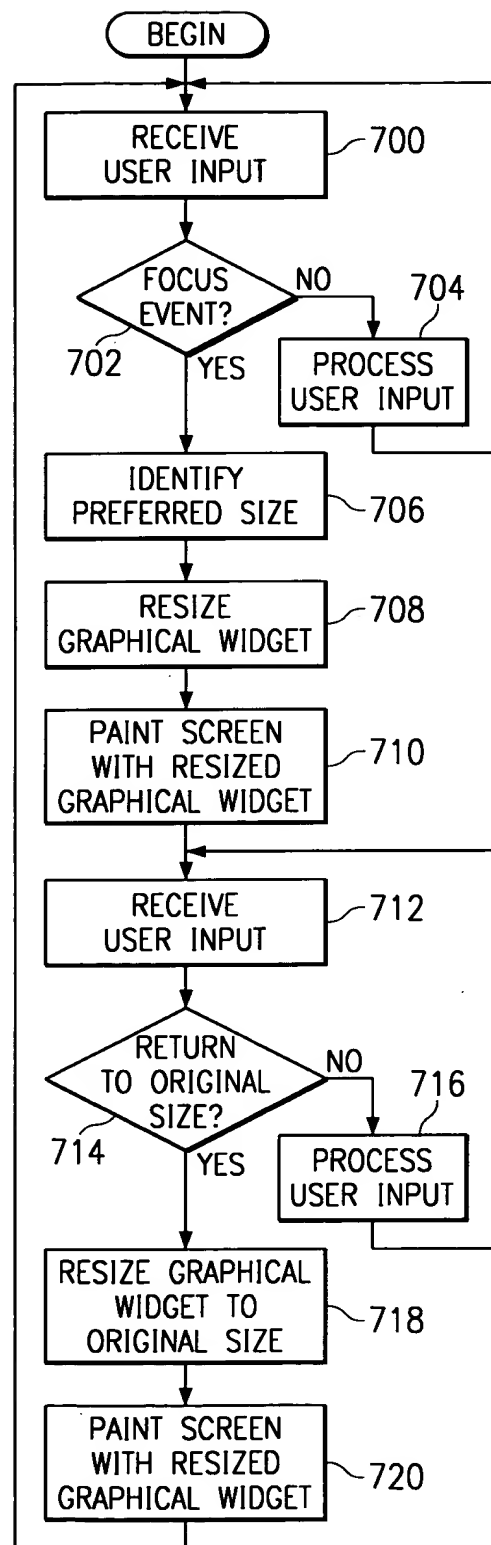 BEGIN
RECEIVE
USER INPUT
700
FOCUS
EVENT?
NO
702
YES
704
PROCESS
USER INPUT
IDENTIFY
PREFERRED SIZE
706
RESIZE
GRAPHICAL WIDGET
708
PAINT SCREEN
WITH RESIZED
GRAPHICAL WIDGET
710
RECEIVE
USER INPUT
712
RETURN
TO ORIGINAL
SIZE?
NO
714
YES
716
PROCESS
USER INPUT
RESIZE GRAPHICAL
WIDGET TO
ORIGINAL SIZE
718
PAINT SCREEN
WITH RESIZED
GRAPHICAL WIDGET
720